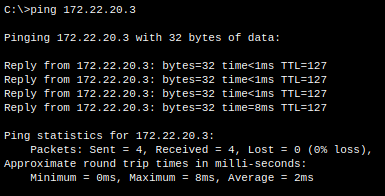 C:\>ping 172.22.20.3
Pinging 172.22.20.3 with 32 bytes of data:
Reply from 172.22.20.3: bytes=32 time<1ms TTL=127
Reply from 172.22.20.3: bytes=32 time<1ms TTL=127
Reply from 172.22.20.3: bytes=32 time<1ms TTL=127
Reply from 172.22.20.3: bytes=32 time=8ms TTL=127
Ping statistics for 172.22.20.3:
    Packets: Sent = 4, Received = 4, Lost = 0 (0% loss),
Approximate round trip times in milli-seconds:
    Minimum = 0ms, Maximum = 8ms, Average = 2ms